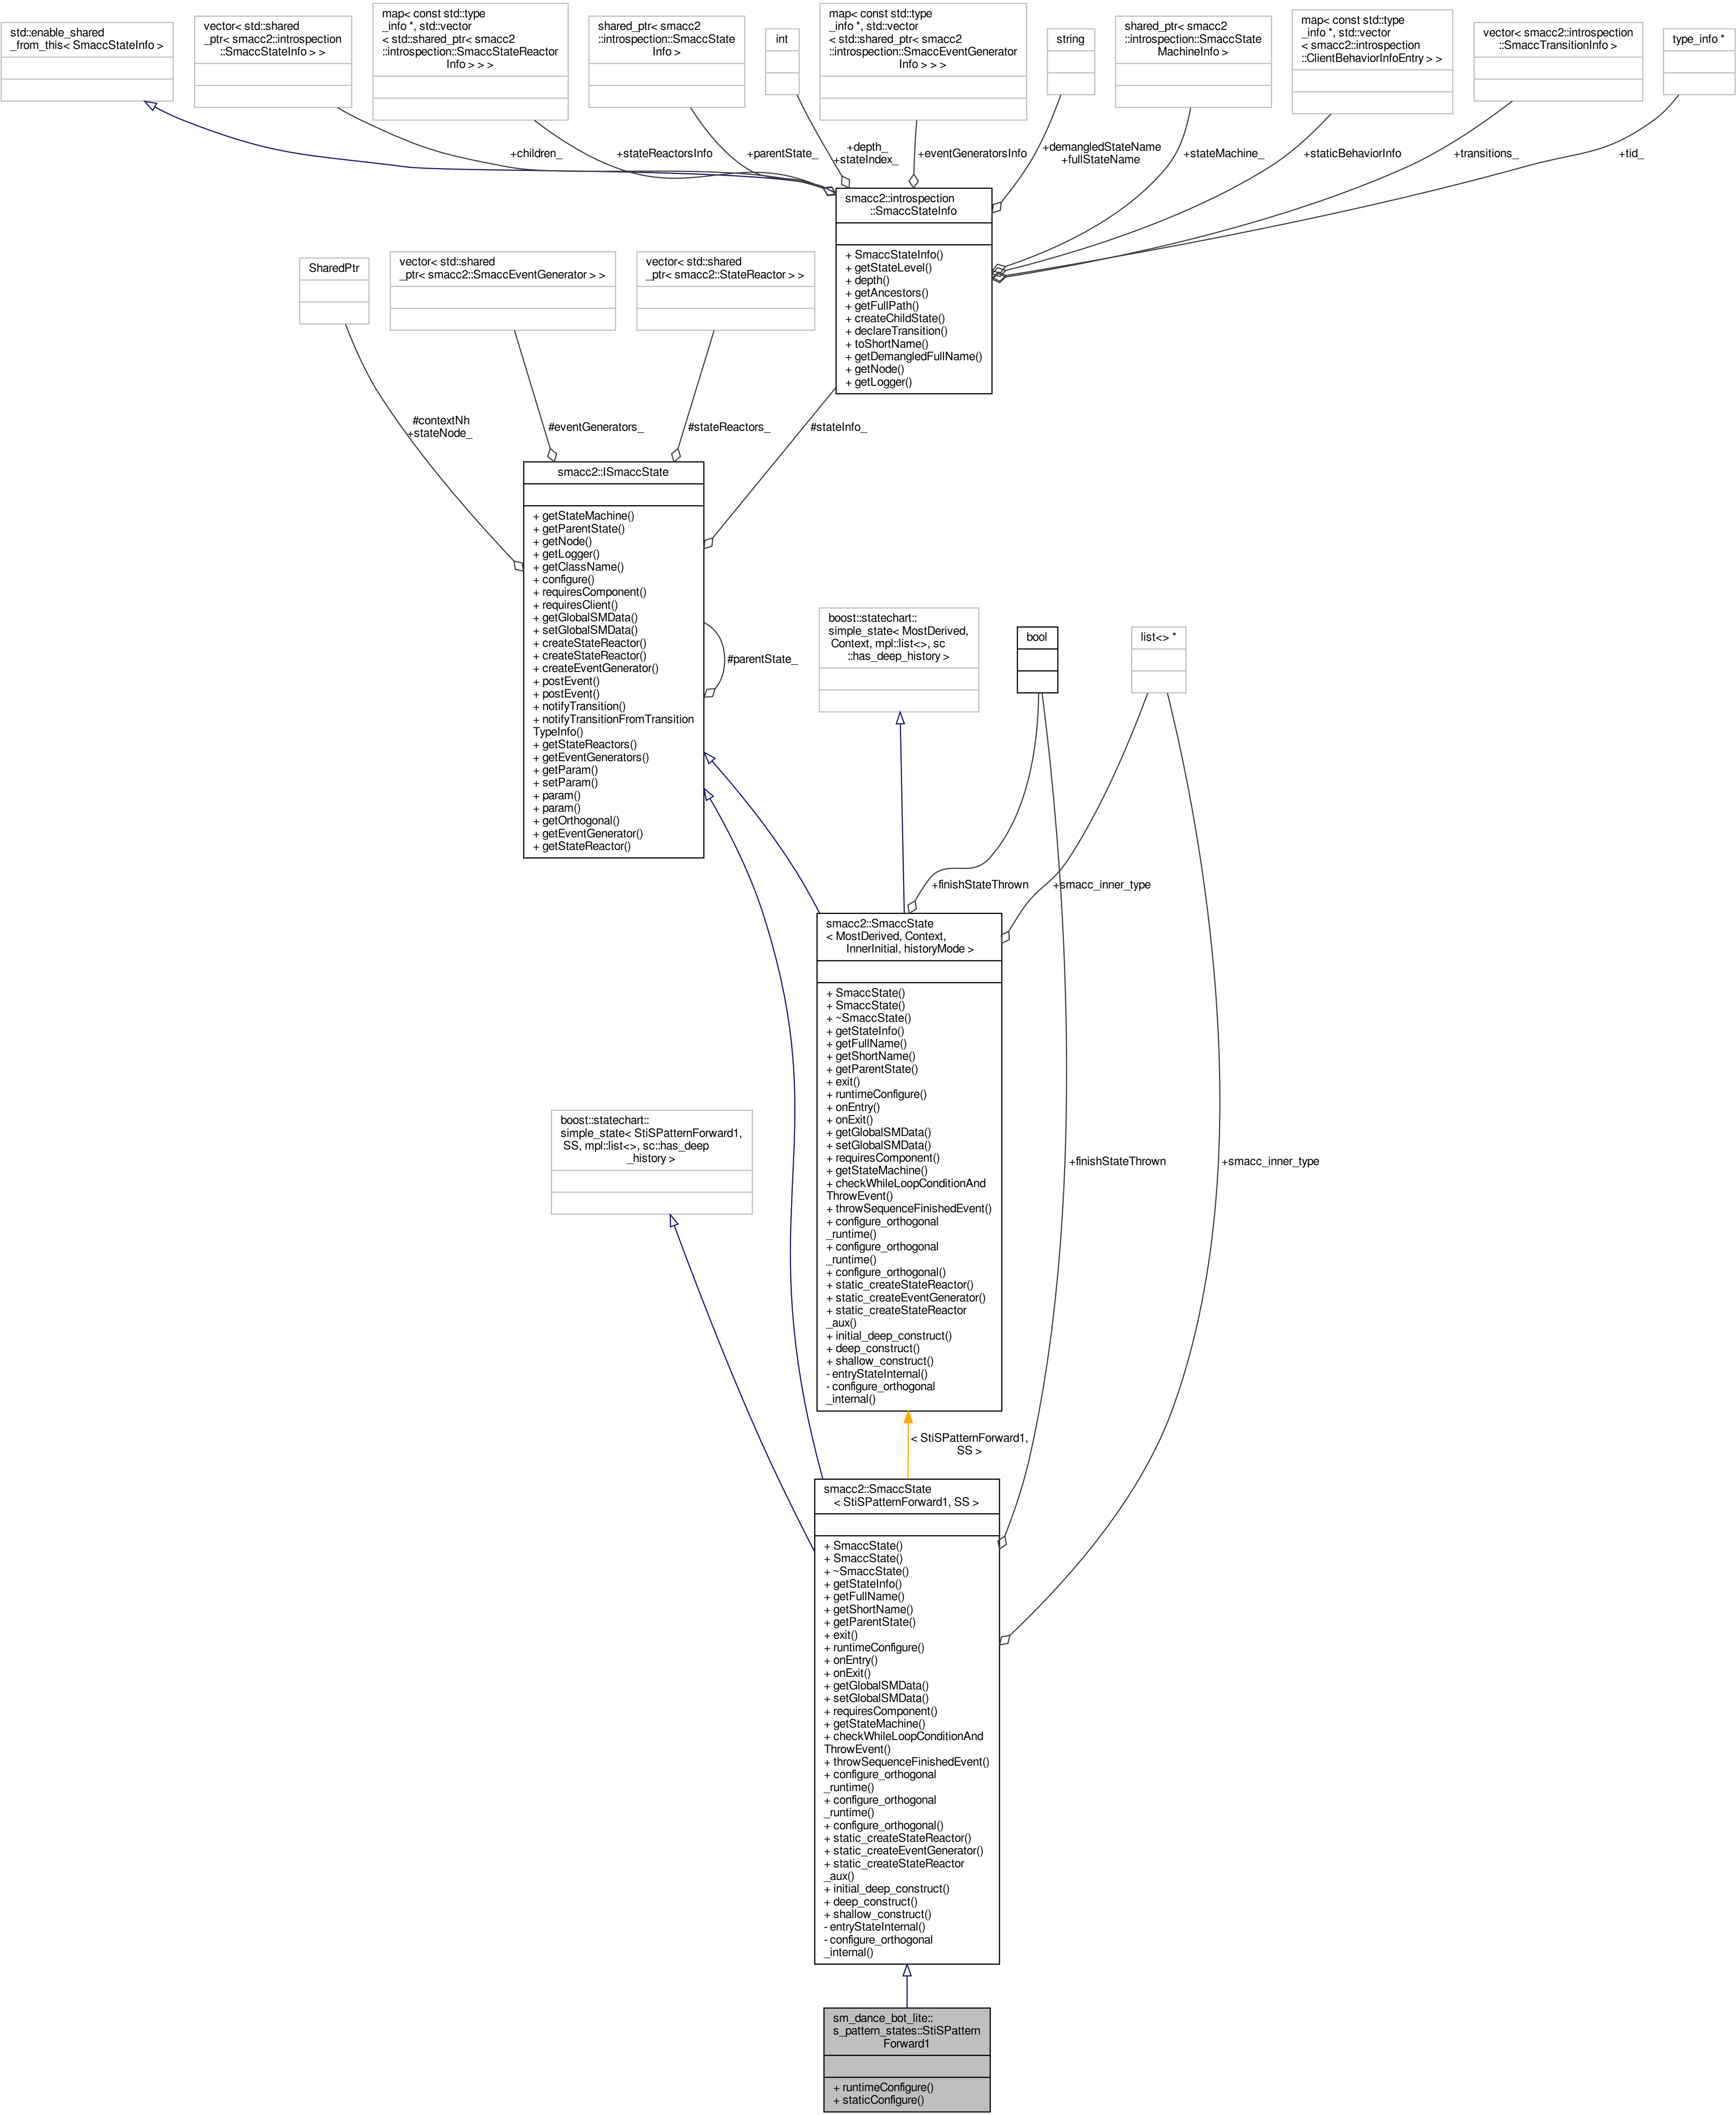 std::enable_shared
_from_this< SmaccStateInfo >
vector< std::shared
_ptr< smacc2::introspection
::SmaccStateInfo > >
map< const std::type
_info *, std::vector
< std::shared_ptr< smacc2
::introspection::SmaccStateReactor
Info > > >
shared_ptr< smacc2
::introspection::SmaccState
Info >
int
map< const std::type
_info *, std::vector
< std::shared_ptr< smacc2
::introspection::SmaccEventGenerator
Info > > >
string
shared_ptr< smacc2
::introspection::SmaccState
MachineInfo >
map< const std::type
_info *, std::vector
< smacc2::introspection
::ClientBehaviorInfoEntry > >
vector< smacc2::introspection
::SmaccTransitionInfo >
type_info *
+children_
+stateReactorsInfo
+parentState_
+depth_
+stateIndex_
+eventGeneratorsInfo
+demangledStateName
+fullStateName
+stateMachine_
+staticBehaviorInfo
+transitions_
+tid_
smacc2::introspection
::SmaccStateInfo
+ SmaccStateInfo()
+ getStateLevel()
+ depth()
+ getAncestors()
+ getFullPath()
+ createChildState()
+ declareTransition()
+ toShortName()
+ getDemangledFullName()
+ getNode()
+ getLogger()
SharedPtr
vector< std::shared
_ptr< smacc2::SmaccEventGenerator > >
vector< std::shared
_ptr< smacc2::StateReactor > >
#contextNh
+stateNode_
#eventGenerators_
#stateReactors_
#stateInfo_
smacc2::ISmaccState
+ getStateMachine()
+ getParentState()
+ getNode()
+ getLogger()
+ getClassName()
+ configure()
+ requiresComponent()
+ requiresClient()
+ getGlobalSMData()
+ setGlobalSMData()
+ createStateReactor()
+ createStateReactor()
+ createEventGenerator()
+ postEvent()
+ postEvent()
+ notifyTransition()
+ notifyTransitionFromTransition
TypeInfo()
+ getStateReactors()
+ getEventGenerators()
+ getParam()
+ setParam()
+ param()
+ param()
+ getOrthogonal()
+ getEventGenerator()
+ getStateReactor()
#parentState_
boost::statechart::
simple_state< MostDerived,
Context, mpl::list<>, sc
::has_deep_history >
bool
list<> *
+finishStateThrown
+smacc_inner_type
smacc2::SmaccState
< MostDerived, Context,
InnerInitial, historyMode >
+ SmaccState()
+ SmaccState()
+ ~SmaccState()
+ getStateInfo()
+ getFullName()
+ getShortName()
+ getParentState()
+ exit()
+ runtimeConfigure()
+ onEntry()
+ onExit()
+ getGlobalSMData()
+ setGlobalSMData()
+ requiresComponent()
+ getStateMachine()
+ checkWhileLoopConditionAnd
ThrowEvent()
+ throwSequenceFinishedEvent()
+ configure_orthogonal
_runtime()
+ configure_orthogonal
_runtime()
+ configure_orthogonal()
+ static_createStateReactor()
+ static_createEventGenerator()
+ static_createStateReactor
_aux()
+ initial_deep_construct()
+ deep_construct()
+ shallow_construct()
- entryStateInternal()
- configure_orthogonal
_internal()
boost::statechart::
simple_state< StiSPatternForward1,
SS, mpl::list<>, sc::has_deep
_history >
+finishStateThrown
+smacc_inner_type
< StiSPatternForward1,
SS >
smacc2::SmaccState
< StiSPatternForward1, SS >
+ SmaccState()
+ SmaccState()
+ ~SmaccState()
+ getStateInfo()
+ getFullName()
+ getShortName()
+ getParentState()
+ exit()
+ runtimeConfigure()
+ onEntry()
+ onExit()
+ getGlobalSMData()
+ setGlobalSMData()
+ requiresComponent()
+ getStateMachine()
+ checkWhileLoopConditionAnd
ThrowEvent()
+ throwSequenceFinishedEvent()
+ configure_orthogonal
_runtime()
+ configure_orthogonal
_runtime()
+ configure_orthogonal()
+ static_createStateReactor()
+ static_createEventGenerator()
+ static_createStateReactor
_aux()
+ initial_deep_construct()
+ deep_construct()
+ shallow_construct()
- entryStateInternal()
- configure_orthogonal
_internal()
sm_dance_bot_lite::
s_pattern_states::StiSPattern
Forward1
+ runtimeConfigure()
+ staticConfigure()